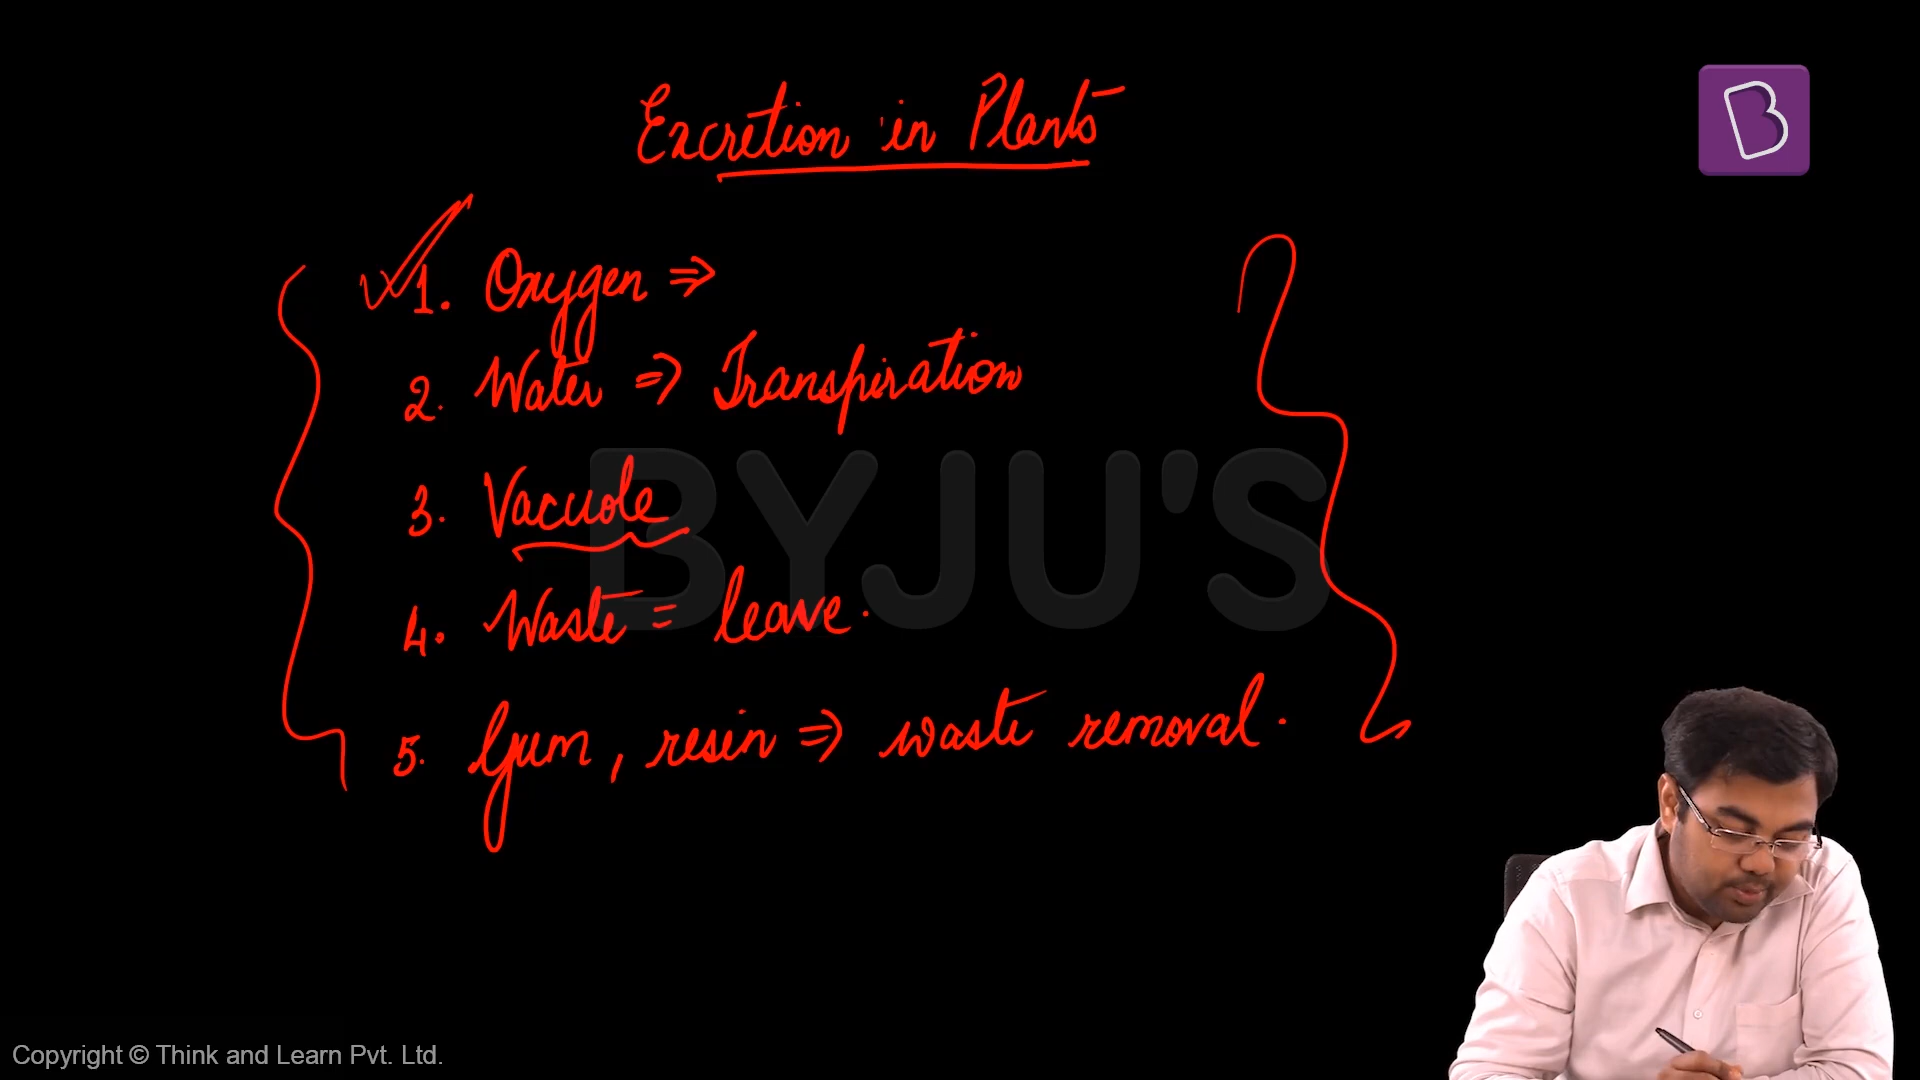 Excretion in Plants
1. Oxygen ⇒
2. Water ⇒ Transpiration
3. Vacuole
4. Waste = leave.
5. Gum, resin ⇒ waste removal.
BYJU'S
B
Copyright © Think and Learn Pvt. Ltd.